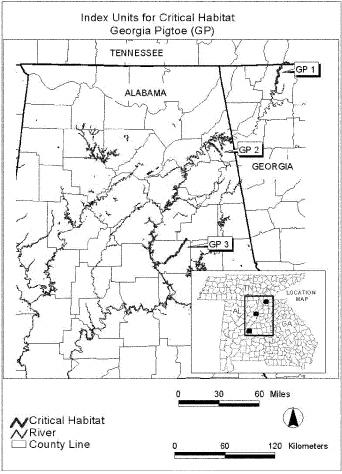 Index Units for Critical Habitat
Georgia Pigtoe (GP)
TENNESSEE
GP 1
ALABAMA
GP 2
GEORGIA
GP 3
LOCATION
MAP
TN
AL
GA
0 30 60 Miles
Critical Habitat
River
County Line
0 60 120 Kilometers